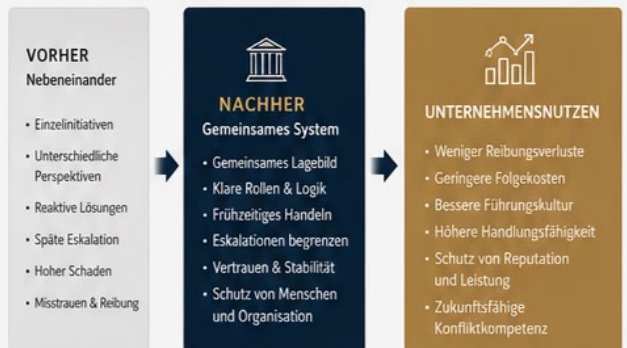 VORHER
Nebeneinander
• Einzelinitiativen
• Unterschiedliche
Perspektiven
• Reaktive Lösungen
• Späte Eskalation
• Hoher Schaden
• Misstrauen & Reibung
NACHHER
Gemeinsames System
• Gemeinsames Lagebild
• Klare Rollen & Logik
• Frühzeitiges Handeln
• Eskalationen begrenzen
• Vertrauen & Stabilität
• Schutz von Menschen
und Organisation
UNTERNEHMENSNUTZEN
• Weniger Reibungsverluste
• Geringere Folgekosten
• Bessere Führungskultur
• Höhere Handlungsfähigkeit
• Schutz von Reputation
und Leistung
• Zukunftsfähige
Konfliktkompetenz